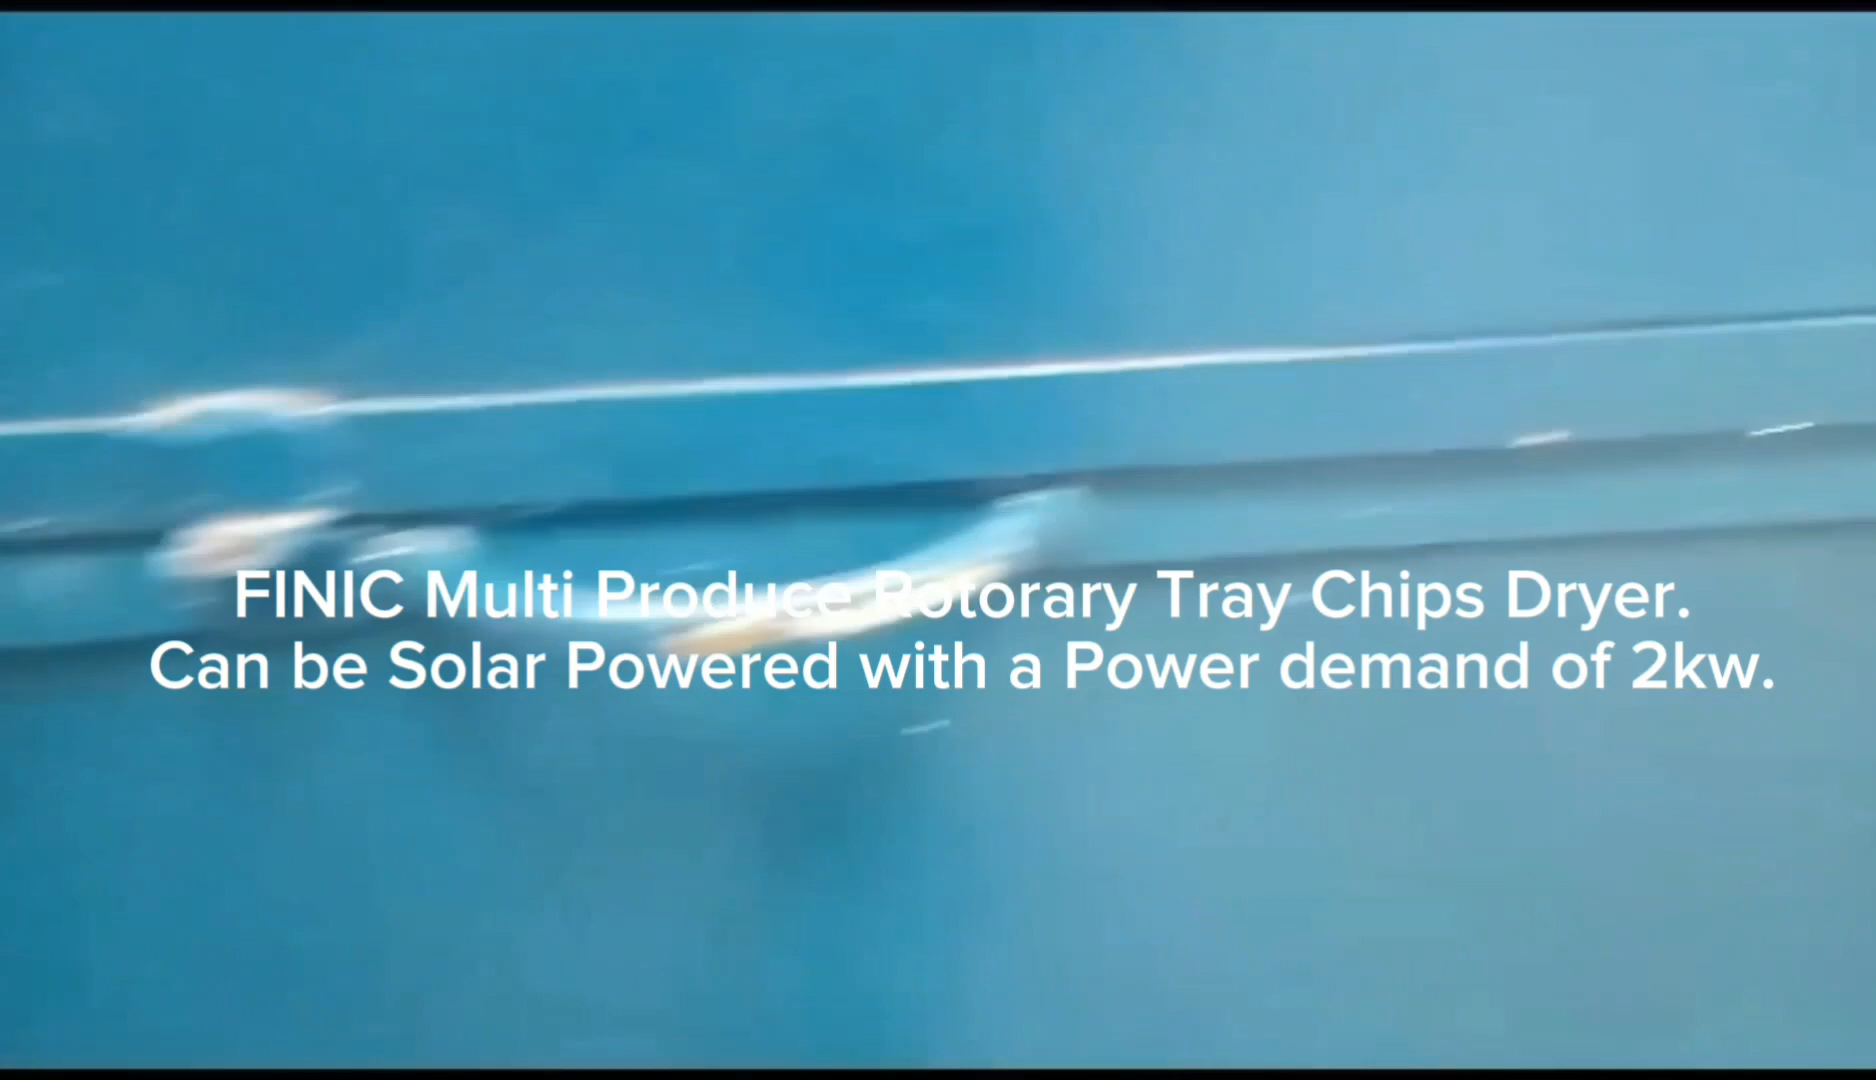 FINIC Multi Produce Rotorary Tray Chips Dryer.
Can be Solar Powered with a Power demand of 2kw.